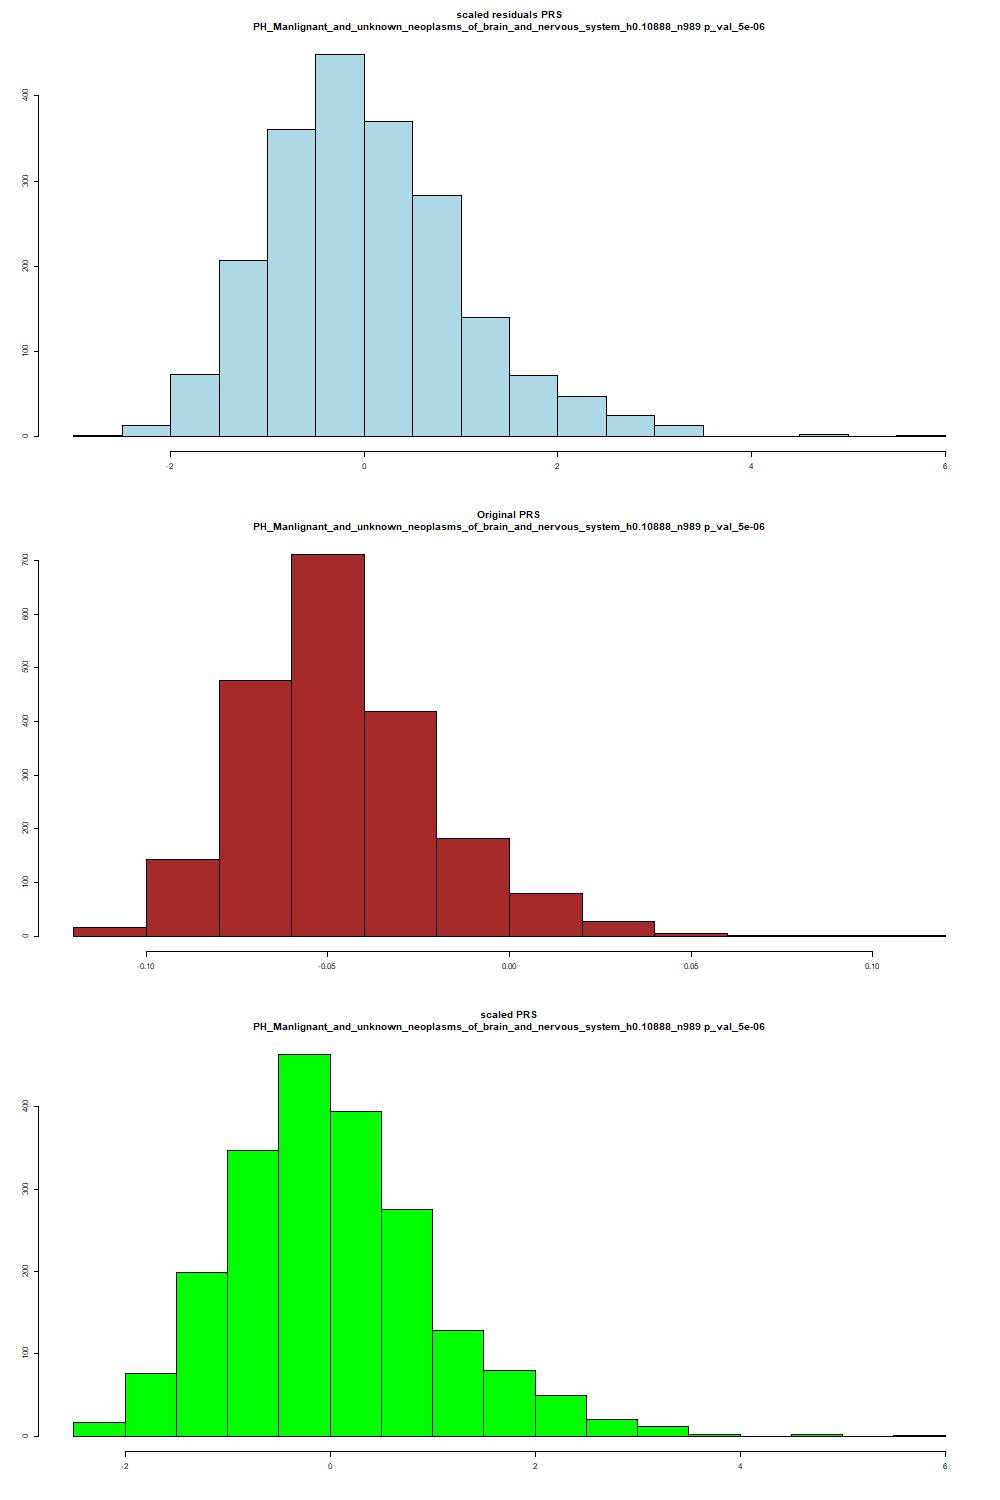 scaled residuals PRS
PH_Manlignant_and_unknown_neoplasms_of_brain_and_nervous_system_h0.10888_n989 p_val_5e-06
400
300
200
100
0
-2 0 2 4 6
Original PRS
PH_Manlignant_and_unknown_neoplasms_of_brain_and_nervous_system_h0.10888_n989 p_val_5e-06
700
600
500
400
300
200
100
0
-0.10 -0.05 0.00 0.05 0.10
scaled PRS
PH_Manlignant_and_unknown_neoplasms_of_brain_and_nervous_system_h0.10888_n989 p_val_5e-06
400
300
200
100
0
-2 0 2 4 6